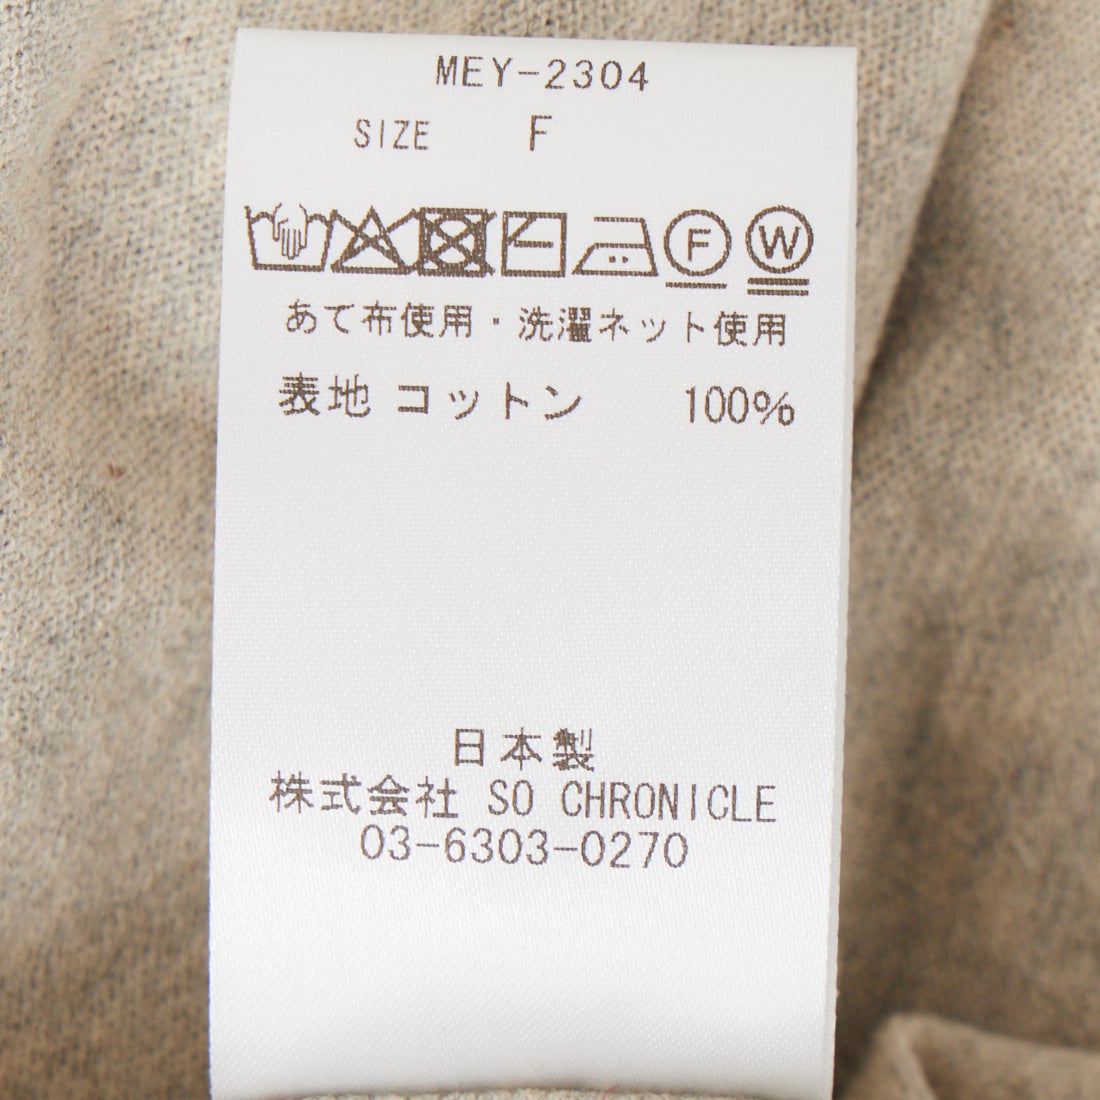 MEY-2304
SIZE F
F W
あて布使用・洗濯ネット使用
表地 コットン 100%
日本製
株式会社 SO CHRONICLE
03-6303-0270